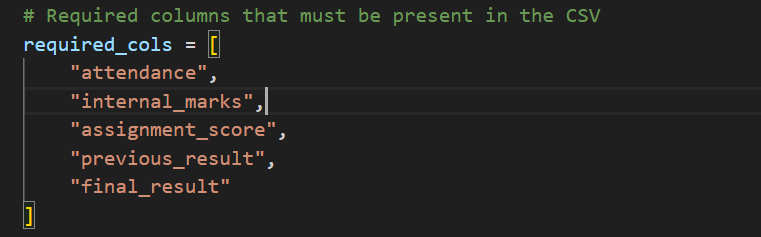 # Required columns that must be present in the CSV
required_cols = [
    "attendance",
    "internal_marks",
    "assignment_score",
    "previous_result",
    "final_result"
]